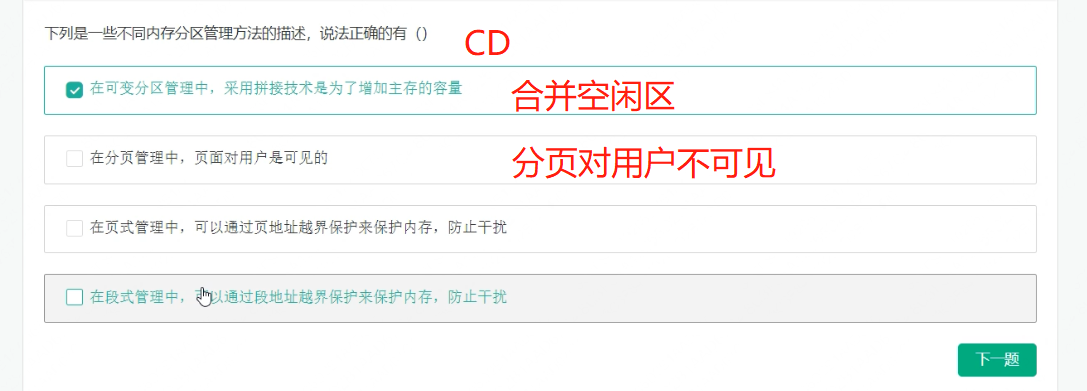 下列是一些不同内存分区管理方法的描述，说法正确的有（）
CD
在可变分区管理中，采用拼接技术是为了增加主存的容量
合并空闲区
在分页管理中，页面对用户是可见的
分页对用户不可见
在页式管理中，可以通过页地址越界保护来保护内存，防止干扰
在段式管理中，可以通过段地址越界保护来保护内存，防止干扰
下一题